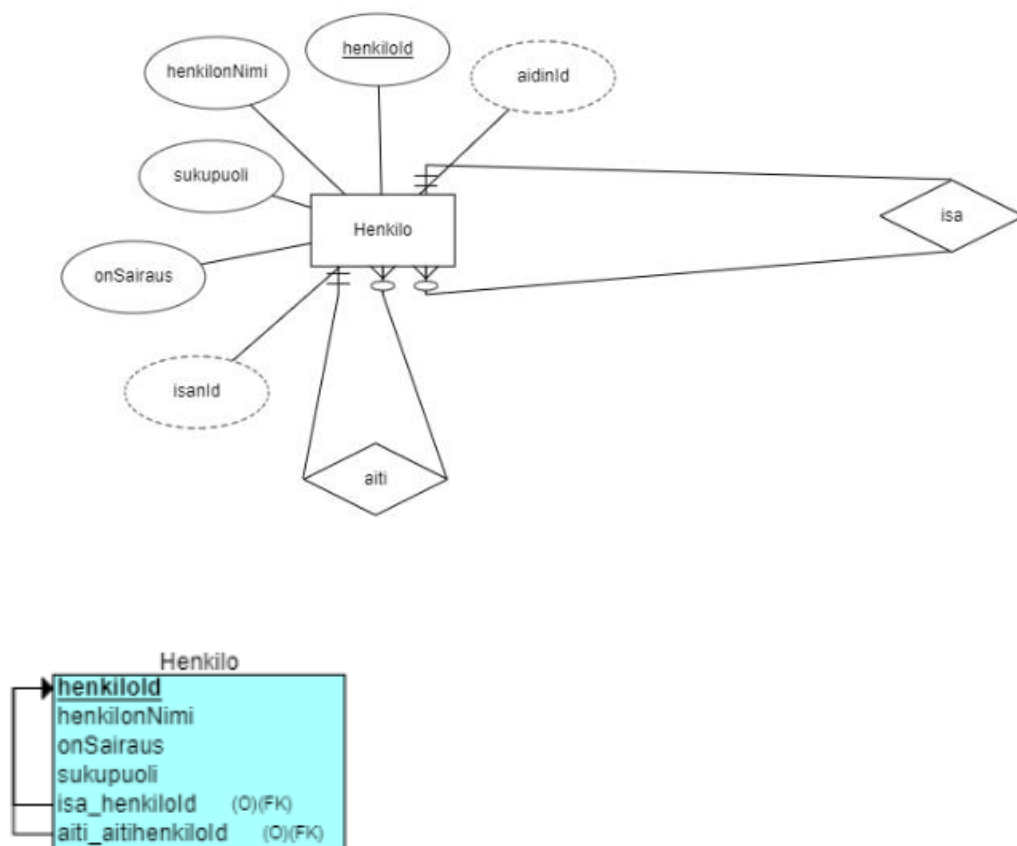 henkiloId
aidinId
henkilonNimi
sukupuoli
isa
Henkilo
onSairaus
isanId
aiti
Henkilo
henkiloId
henkilonNimi
onSairaus
sukupuoli
isa_henkiloId (O)(FK)
aiti_aitihenkiloId (O)(FK)